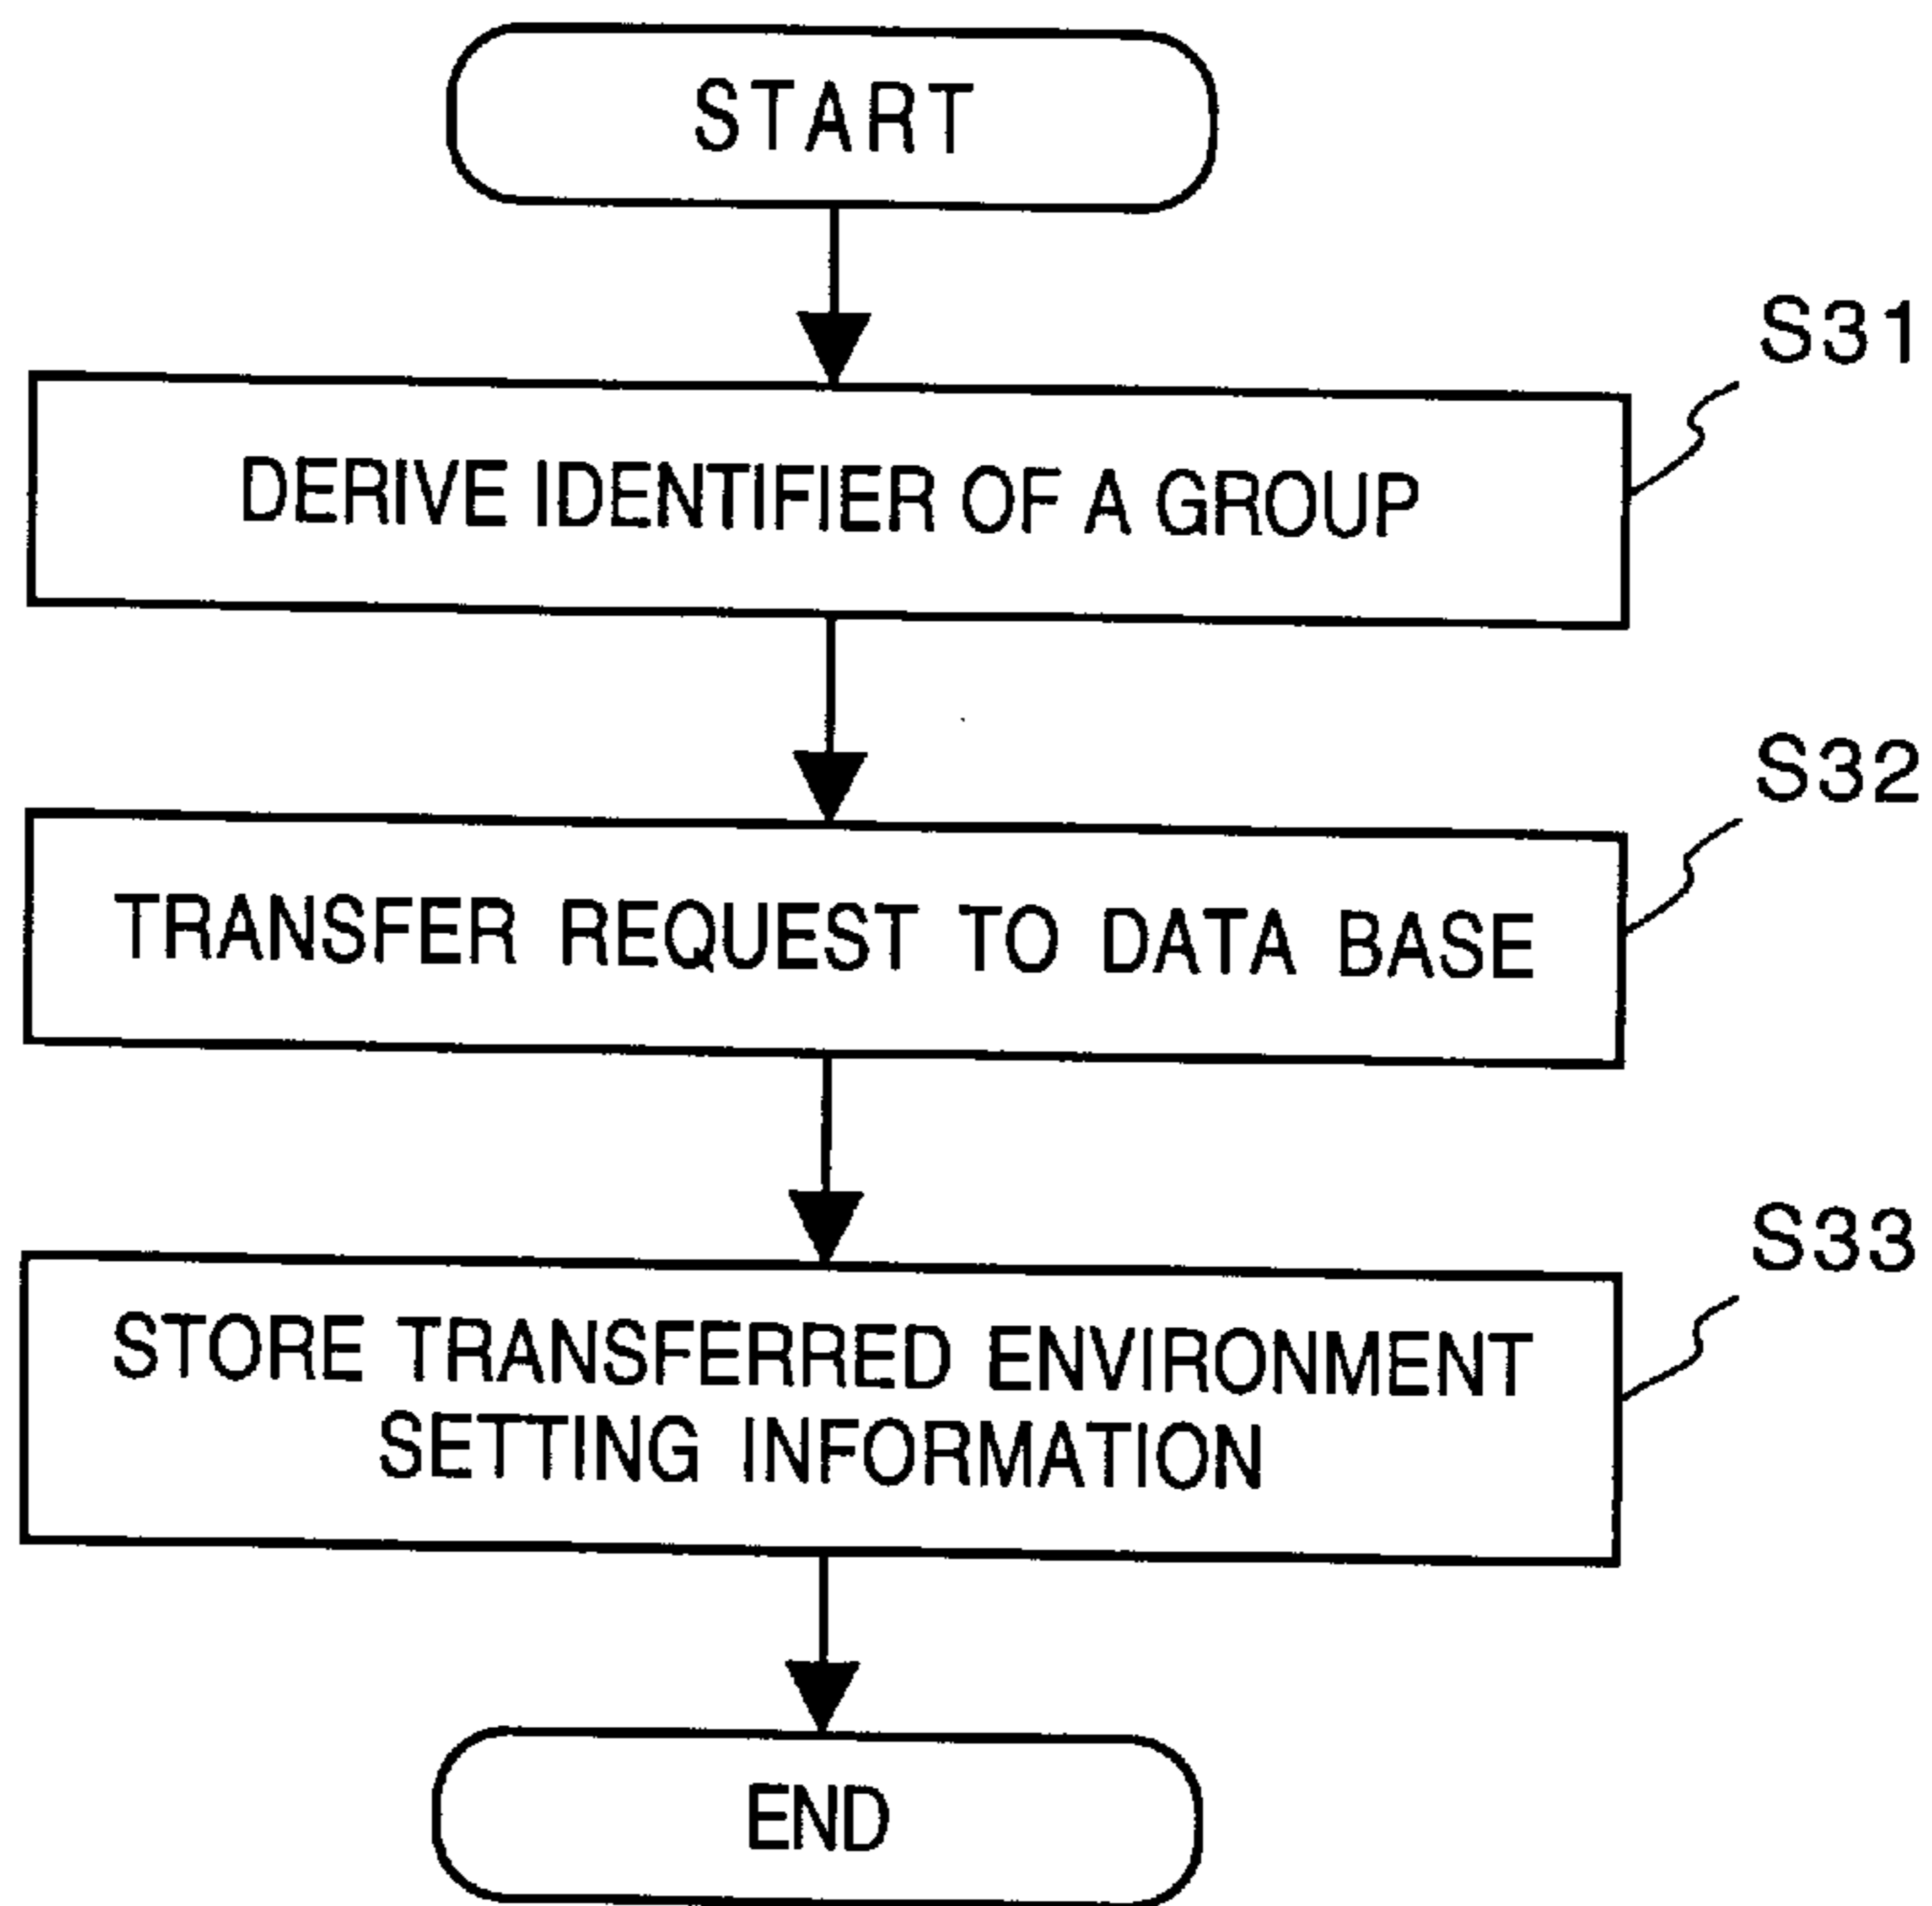 START
S31
DERIVE IDENTIFIER OF A GROUP
S32
TRANSFER REQUEST TO DATA BASE
S33
STORE TRANSFERRED ENVIRONMENT
SETTING INFORMATION
END